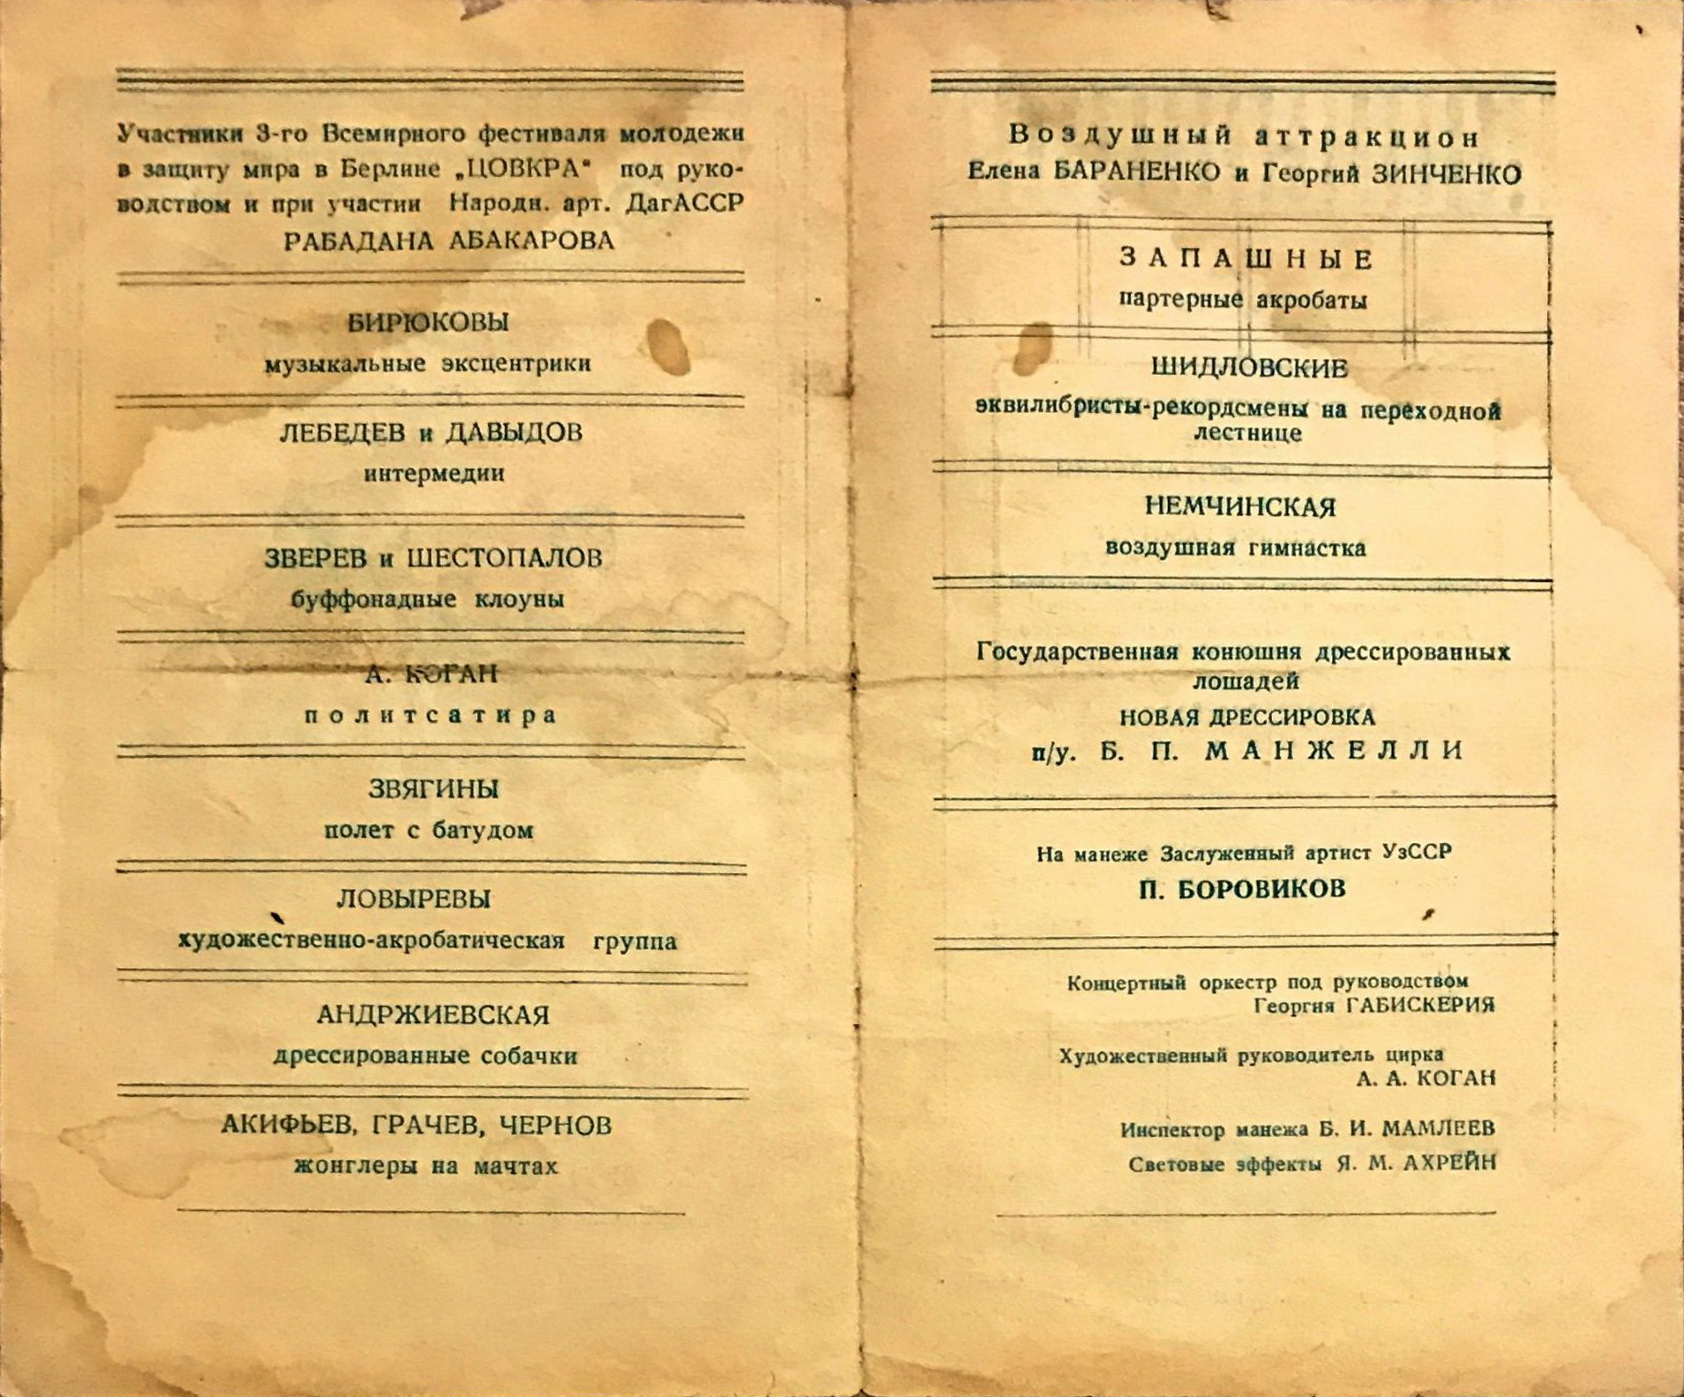 Участники 3-го Всемирного фестиваля молодежи
в защиту мира в Берлине „ЦОВКРА“ под руко-
водством и при участии Народн. арт. ДагАССР
РАБАДАНА АБАКАРОВА
БИРЮКОВЫ
музыкальные эксцентрики
ЛЕБЕДЕВ и ДАВЫДОВ
интермедии
ЗВЕРЕВ и ШЕСТОПАЛОВ
буффонадные клоуны
А. КОГАН
политсатира
ЗВЯГИНЫ
полет с батудом
ЛОВЫРЕВЫ
художественно-акробатическая группа
АНДРЖИЕВСКАЯ
дрессированные собачки
АКИФЬЕВ, ГРАЧЕВ, ЧЕРНОВ
жонглеры на мачтах
Воздушный аттракцион
Елена БАРАНЕНКО и Георгий ЗИНЧЕНКО
ЗАПАШНЫЕ
партерные акробаты
ШИДЛОВСКИЕ
эквилибристы-рекордсмены на переходной
лестнице
НЕМЧИНСКАЯ
воздушная гимнастка
Государственная конюшня дрессированных
лошадей
НОВАЯ ДРЕССИРОВКА
п/у. Б. П. МАНЖЕЛЛИ
На манеже Заслуженный артист УзССР
П. БОРОВИКОВ
Концертный оркестр под руководством
Георгия ГАБИСКЕРИЯ
Художественный руководитель цирка
А. А. КОГАН
Инспектор манежа Б. И. МАМЛЕЕВ
Световые эффекты Я. М. АХРЕЙН